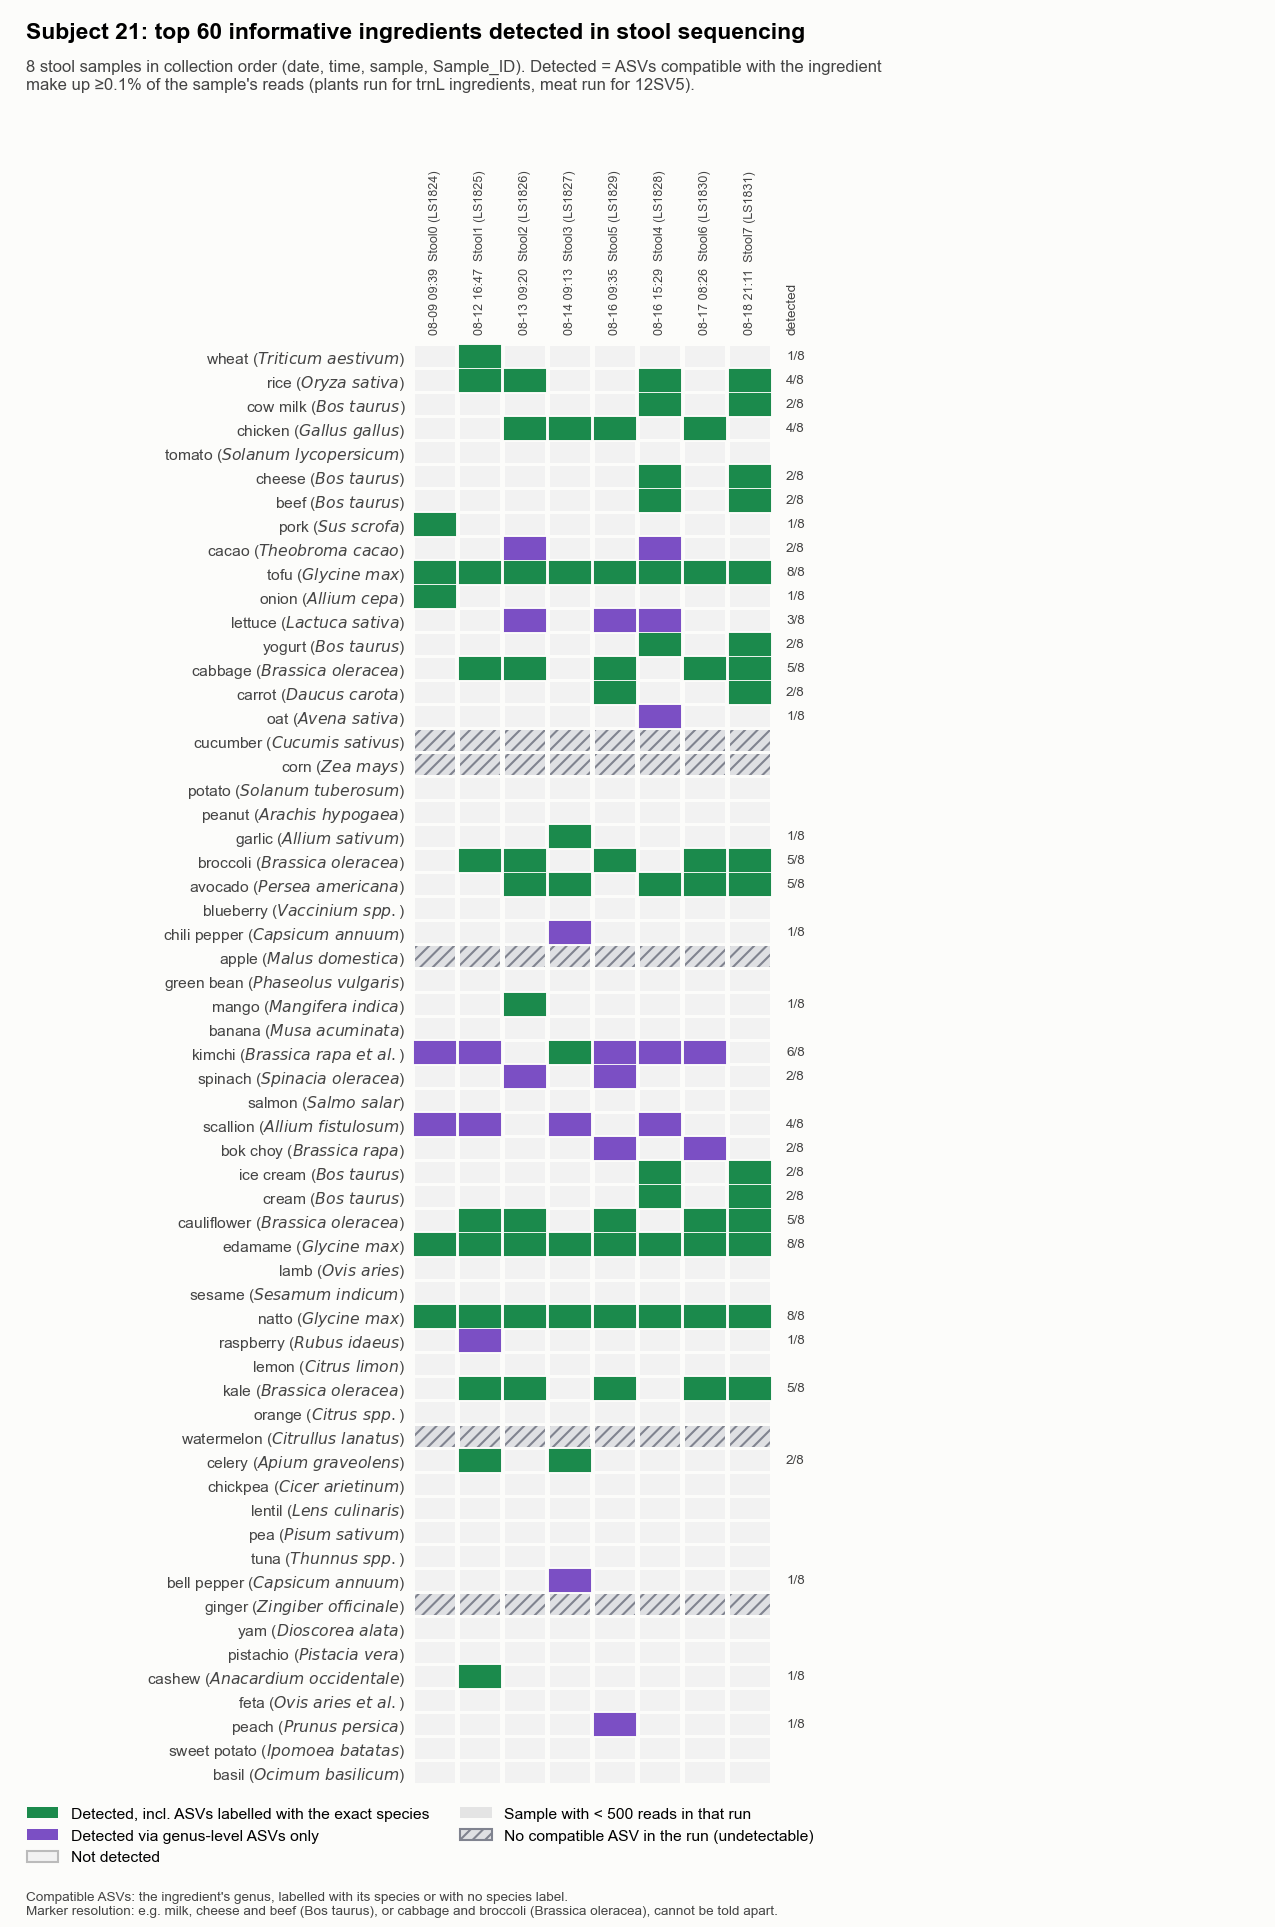 Subject 21: top 60 informative ingredients detected in stool sequencing
8 stool samples in collection order (date, time, sample, Sample_ID). Detected = ASVs compatible with the ingredient
make up ≥0.1% of the sample's reads (plants run for trnL ingredients, meat run for 12SV5).
08-09 09:39 Stool0 (LS1824)
08-12 16:47 Stool1 (LS1825)
08-13 09:20 Stool2 (LS1826)
08-14 09:13 Stool3 (LS1827)
08-16 09:35 Stool5 (LS1829)
08-16 15:29 Stool4 (LS1828)
08-17 08:26 Stool6 (LS1830)
08-18 21:11 Stool7 (LS1831)
detected
wheat (Triticum aestivum) 1/8
rice (Oryza sativa) 4/8
cow milk (Bos taurus) 2/8
chicken (Gallus gallus) 4/8
tomato (Solanum lycopersicum)
cheese (Bos taurus) 2/8
beef (Bos taurus) 2/8
pork (Sus scrofa) 1/8
cacao (Theobroma cacao) 2/8
tofu (Glycine max) 8/8
onion (Allium cepa) 1/8
lettuce (Lactuca sativa) 3/8
yogurt (Bos taurus) 2/8
cabbage (Brassica oleracea) 5/8
carrot (Daucus carota) 2/8
oat (Avena sativa) 1/8
cucumber (Cucumis sativus)
corn (Zea mays)
potato (Solanum tuberosum)
peanut (Arachis hypogaea)
garlic (Allium sativum) 1/8
broccoli (Brassica oleracea) 5/8
avocado (Persea americana) 5/8
blueberry (Vaccinium spp. )
chili pepper (Capsicum annuum) 1/8
apple (Malus domestica)
green bean (Phaseolus vulgaris)
mango (Mangifera indica) 1/8
banana (Musa acuminata)
kimchi (Brassica rapa et al. ) 6/8
spinach (Spinacia oleracea) 2/8
salmon (Salmo salar)
scallion (Allium fistulosum) 4/8
bok choy (Brassica rapa) 2/8
ice cream (Bos taurus) 2/8
cream (Bos taurus) 2/8
cauliflower (Brassica oleracea) 5/8
edamame (Glycine max) 8/8
lamb (Ovis aries)
sesame (Sesamum indicum)
natto (Glycine max) 8/8
raspberry (Rubus idaeus) 1/8
lemon (Citrus limon)
kale (Brassica oleracea) 5/8
orange (Citrus spp. )
watermelon (Citrullus lanatus)
celery (Apium graveolens) 2/8
chickpea (Cicer arietinum)
lentil (Lens culinaris)
pea (Pisum sativum)
tuna (Thunnus spp. )
bell pepper (Capsicum annuum) 1/8
ginger (Zingiber officinale)
yam (Dioscorea alata)
pistachio (Pistacia vera)
cashew (Anacardium occidentale) 1/8
feta (Ovis aries et al. )
peach (Prunus persica) 1/8
sweet potato (Ipomoea batatas)
basil (Ocimum basilicum)
Detected, incl. ASVs labelled with the exact species
Detected via genus-level ASVs only
Not detected
Sample with < 500 reads in that run
No compatible ASV in the run (undetectable)
Compatible ASVs: the ingredient's genus, labelled with its species or with no species label.
Marker resolution: e.g. milk, cheese and beef (Bos taurus), or cabbage and broccoli (Brassica oleracea), cannot be told apart.